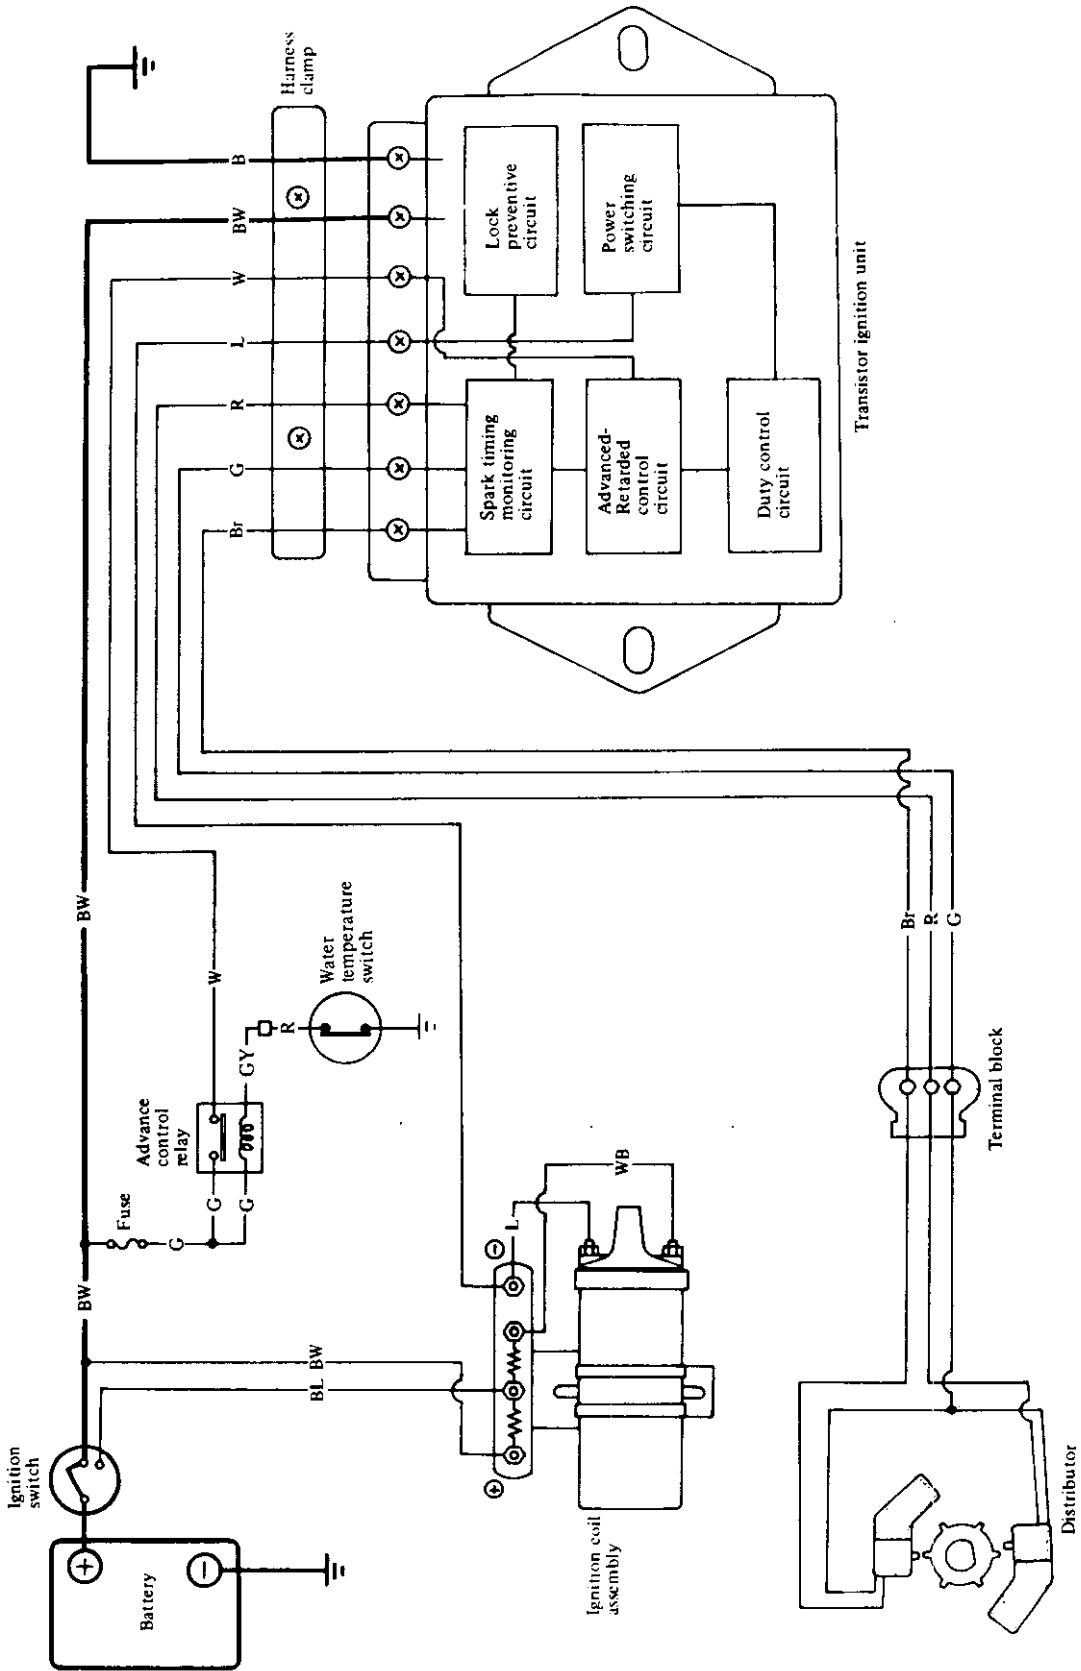 Ignition
switch
Battery
+
−
BW
BL
BW
Fuse
G
G
G
Advance
control
relay
W
GY
R
Water
temperature
switch
BW
Harness
clamp
B
BW
W
L
R
G
Br
Lock
preventive
circuit
Power
switching
circuit
Spark timing
monitoring
circuit
Advanced-
Retarded
control
circuit
Duty control
circuit
Transistor ignition unit
+
−
L
WB
Ignition coil
assembly
Br
R
G
Terminal block
Distributor